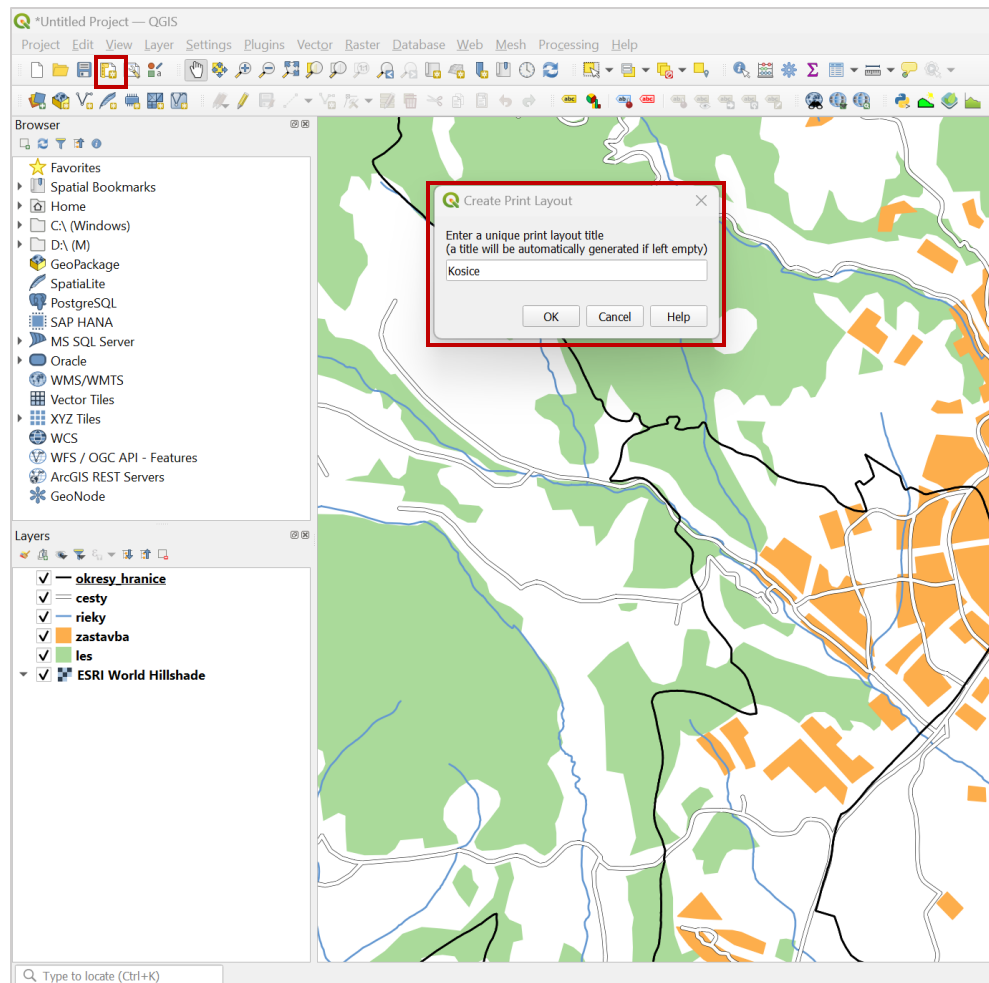 *Untitled Project — QGIS
Project Edit View Layer Settings Plugins Vector Raster Database Web Mesh Processing Help
Browser
Favorites
Spatial Bookmarks
Home
C:\ (Windows)
D:\ (M)
GeoPackage
SpatiaLite
PostgreSQL
SAP HANA
MS SQL Server
Oracle
WMS/WMTS
Vector Tiles
XYZ Tiles
WCS
WFS / OGC API - Features
ArcGIS REST Servers
GeoNode
Layers
okresy_hranice
cesty
rieky
zastavba
les
ESRI World Hillshade
Type to locate (Ctrl+K)
Create Print Layout
Enter a unique print layout title
(a title will be automatically generated if left empty)
Kosice
OK Cancel Help